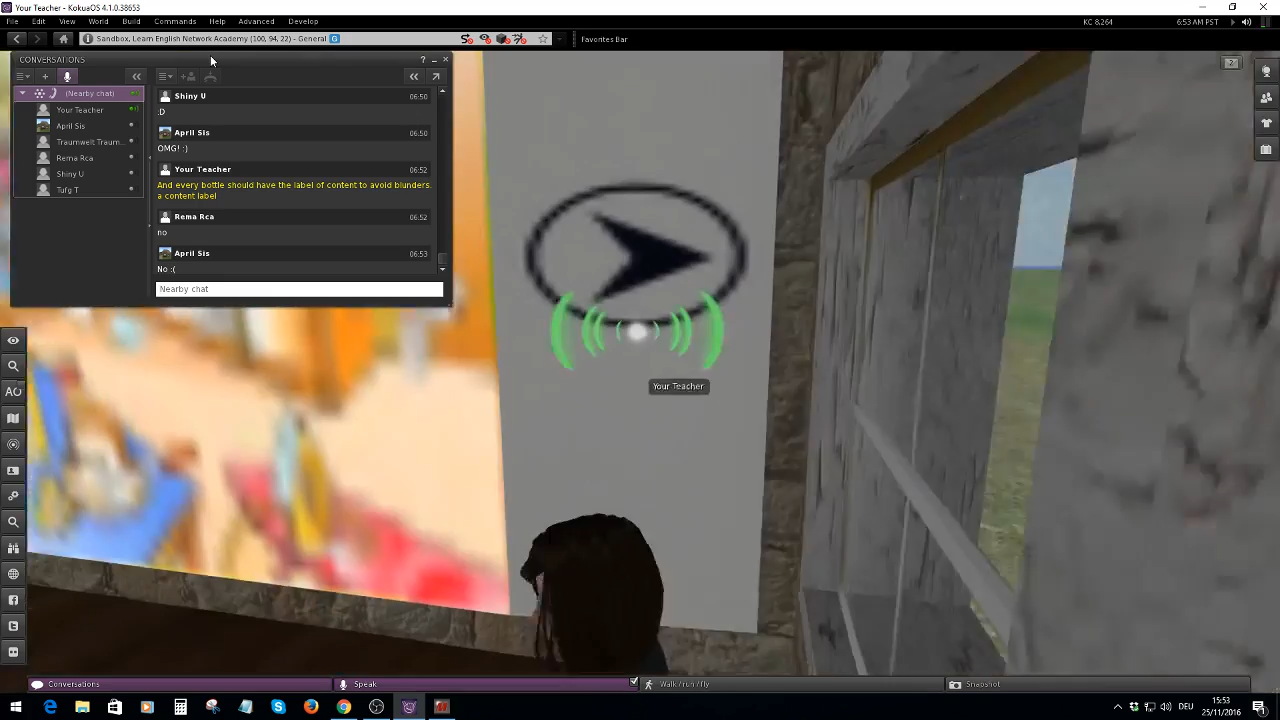 Your Teacher - KokuaOS 4.1.0.38653
File Edit View World Build Commands Help Advanced Develop
KC 8,264 6:53 AM PST
Sandbox, Learn English Network Academy (100, 94, 22) - General G
Favorites Bar
CONVERSATIONS
(Nearby chat)
Your Teacher
April Sis
Traumwelt Traum...
Rema Rca
Shiny U
Tufg T
Shiny U 06:50
:D
April Sis 06:50
OMG! :)
Your Teacher 06:52
And every bottle should have the label of content to avoid blunders.
a content label
Rema Rca 06:52
no
April Sis 06:53
No :(
Nearby chat
Your Teacher
Conversations
Speak
Walk / run / fly
Snapshot
DEU
15:53
25/11/2016